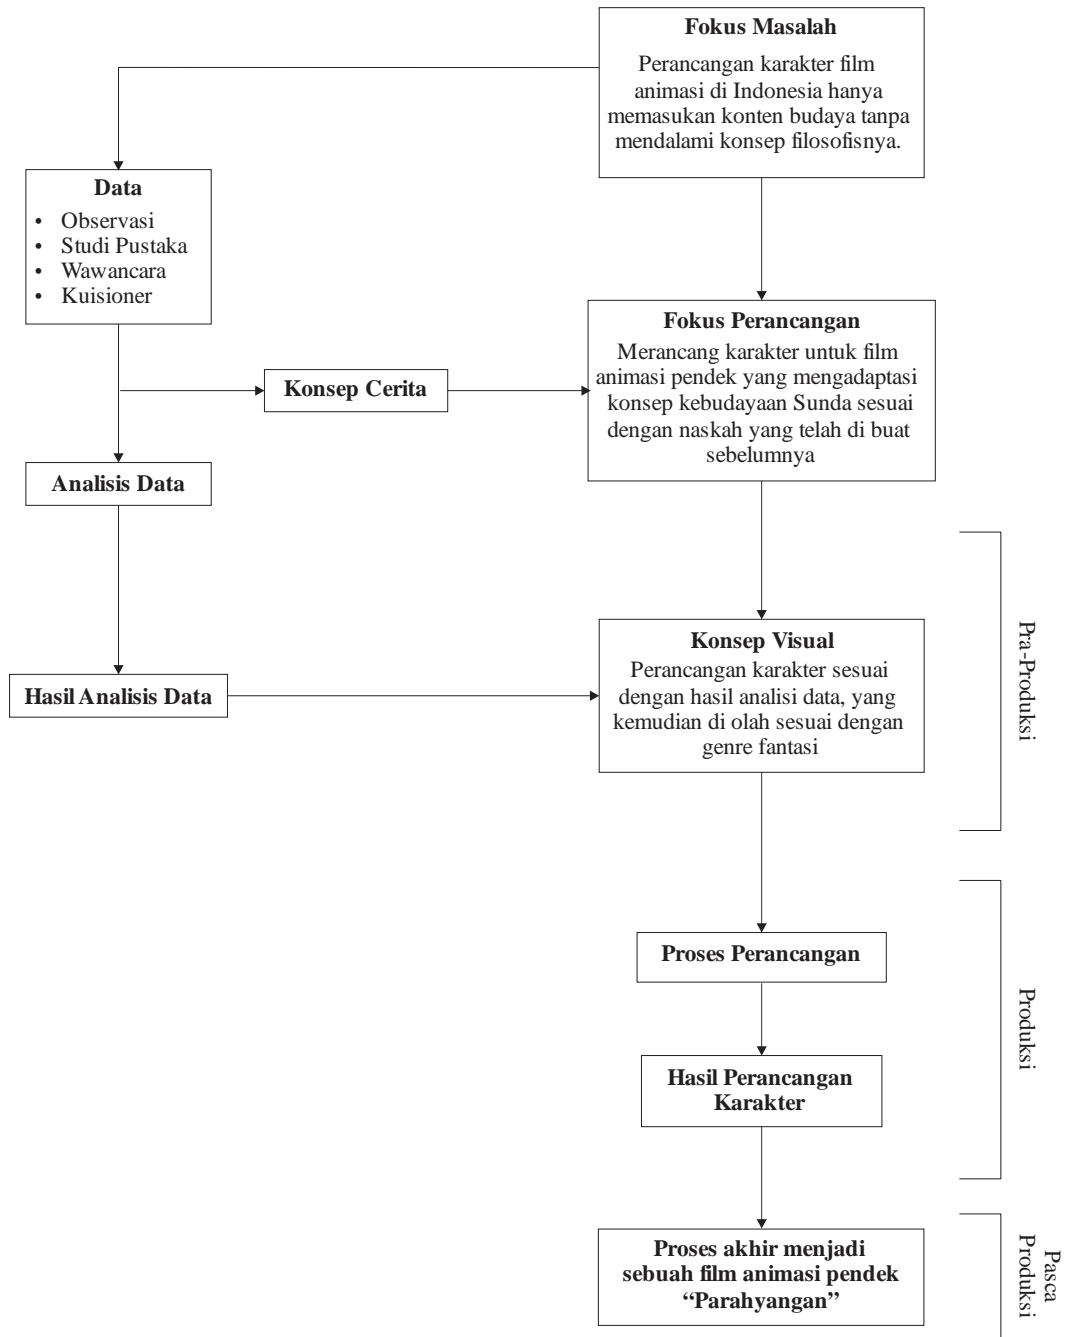 Fokus Masalah
Perancangan karakter film
animasi di Indonesia hanya
memasukan konten budaya tanpa
mendalami konsep filosofisnya.
Data
• Observasi
• Studi Pustaka
• Wawancara
• Kuisioner
Fokus Perancangan
Merancang karakter untuk film
animasi pendek yang mengadaptasi
konsep kebudayaan Sunda sesuai
dengan naskah yang telah di buat
sebelumnya
Konsep Cerita
Analisis Data
Konsep Visual
Perancangan karakter sesuai
dengan hasil analisi data, yang
kemudian di olah sesuai dengan
genre fantasi
Hasil Analisis Data
Pra-Produksi
Proses Perancangan
Hasil Perancangan
Karakter
Produksi
Proses akhir menjadi
sebuah film animasi pendek
“Parahyangan”
Pasca
Produksi